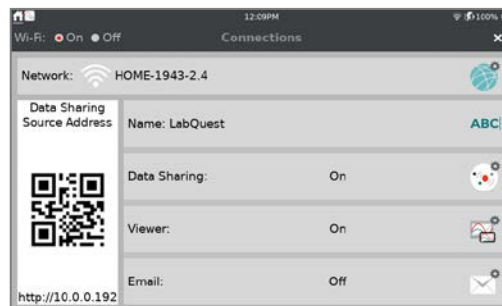 12:09PM
100%
Wi-Fi: On Off
Connections
Network: HOME-1943-2.4
Data Sharing
Source Address
http://10.0.0.192
Name: LabQuest
ABC
Data Sharing: On
Viewer: On
Email: Off